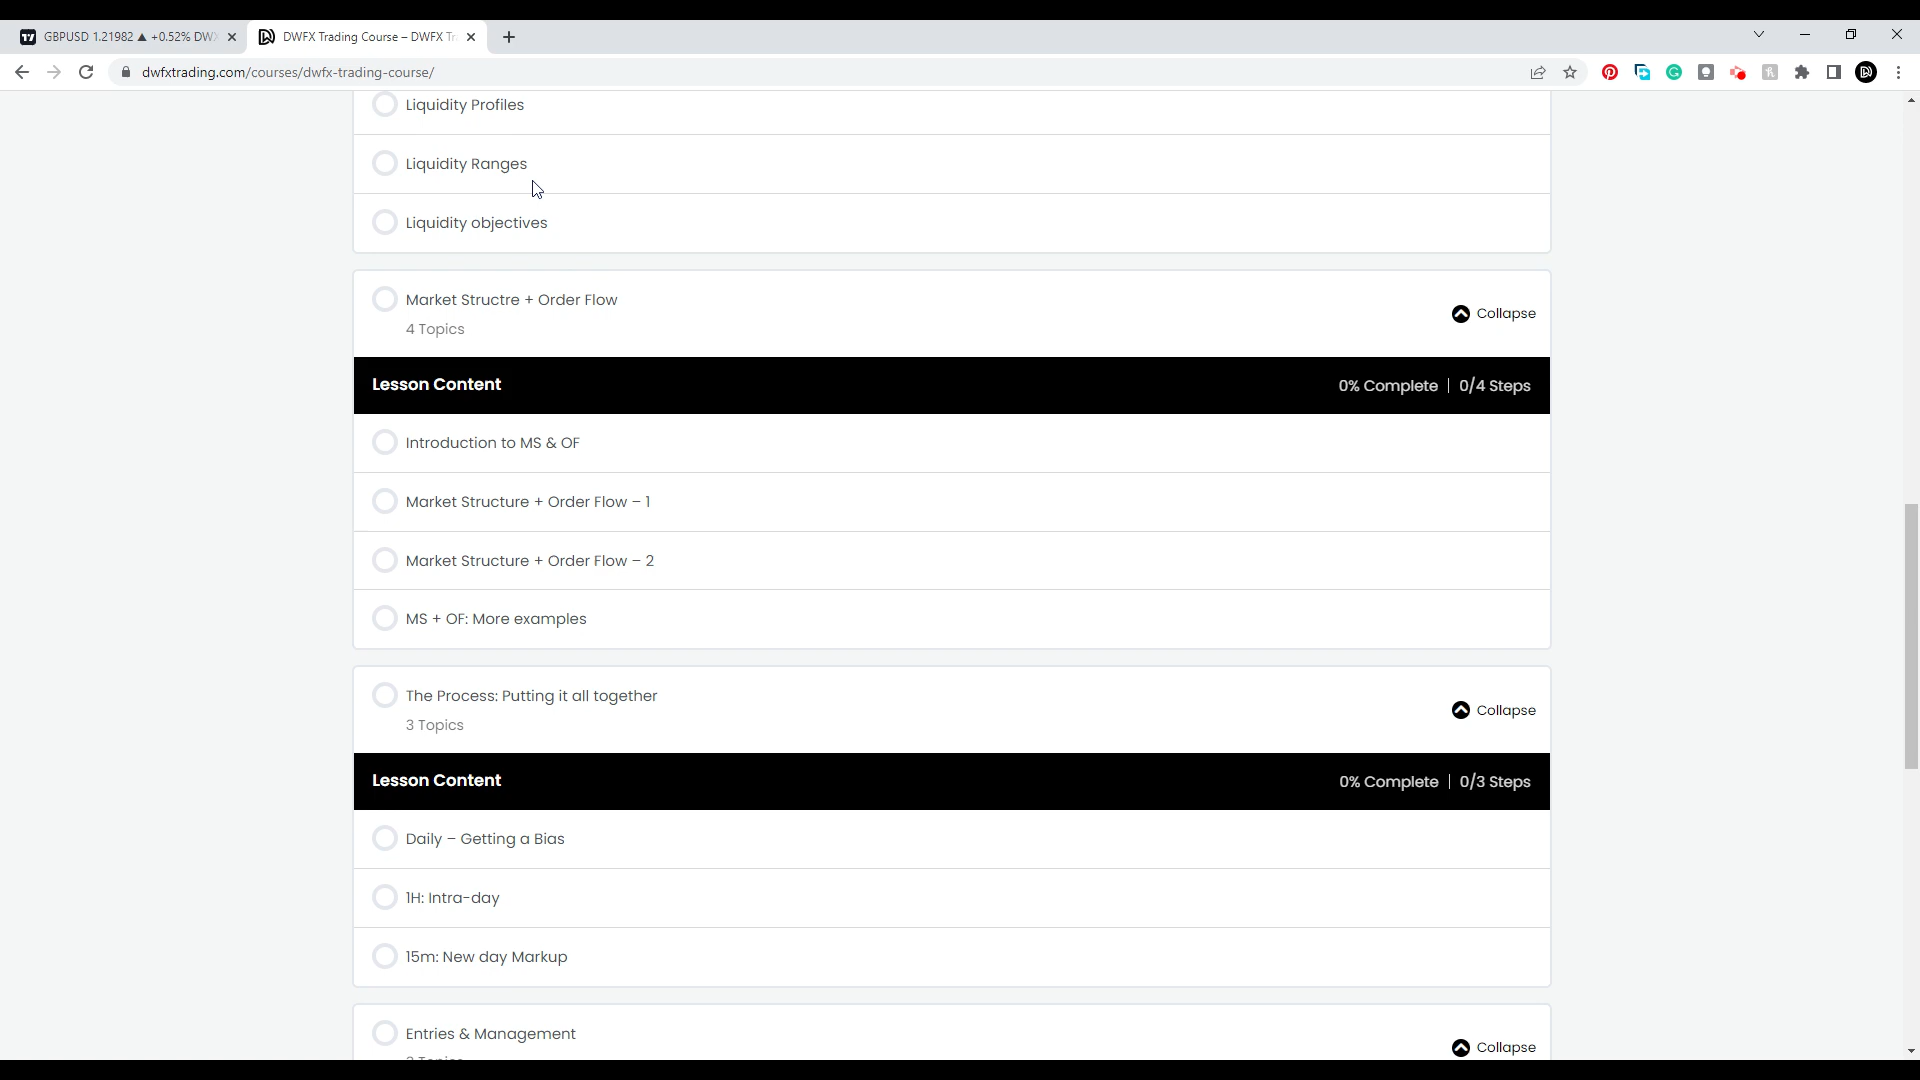 GBPUSD 1.21982 ▲ +0.52% DWX
DWFX Trading Course – DWFX Tr
dwfxtrading.com/courses/dwfx-trading-course/
Liquidity Profiles
Liquidity Ranges
Liquidity objectives
Market Structre + Order Flow
4 Topics
Collapse
Lesson Content
0% Complete | 0/4 Steps
Introduction to MS & OF
Market Structure + Order Flow – 1
Market Structure + Order Flow – 2
MS + OF: More examples
The Process: Putting it all together
3 Topics
Collapse
Lesson Content
0% Complete | 0/3 Steps
Daily – Getting a Bias
1H: Intra-day
15m: New day Markup
Entries & Management
Collapse